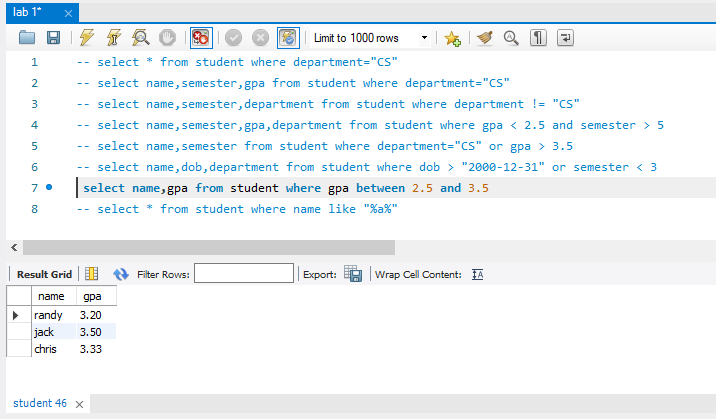 lab 1*
Limit to 1000 rows
1 -- select * from student where department="CS"
2 -- select name,semester,gpa from student where department="CS"
3 -- select name,semester,department from student where department != "CS"
4 -- select name,semester,gpa,department from student where gpa < 2.5 and semester > 5
5 -- select name,semester from student where department="CS" or gpa > 3.5
6 -- select name,dob,department from student where dob > "2000-12-31" or semester < 3
7 select name,gpa from student where gpa between 2.5 and 3.5
8 -- select * from student where name like "%a%"
Result Grid Filter Rows: Export: Wrap Cell Content:
name gpa
randy 3.20
jack 3.50
chris 3.33
student 46